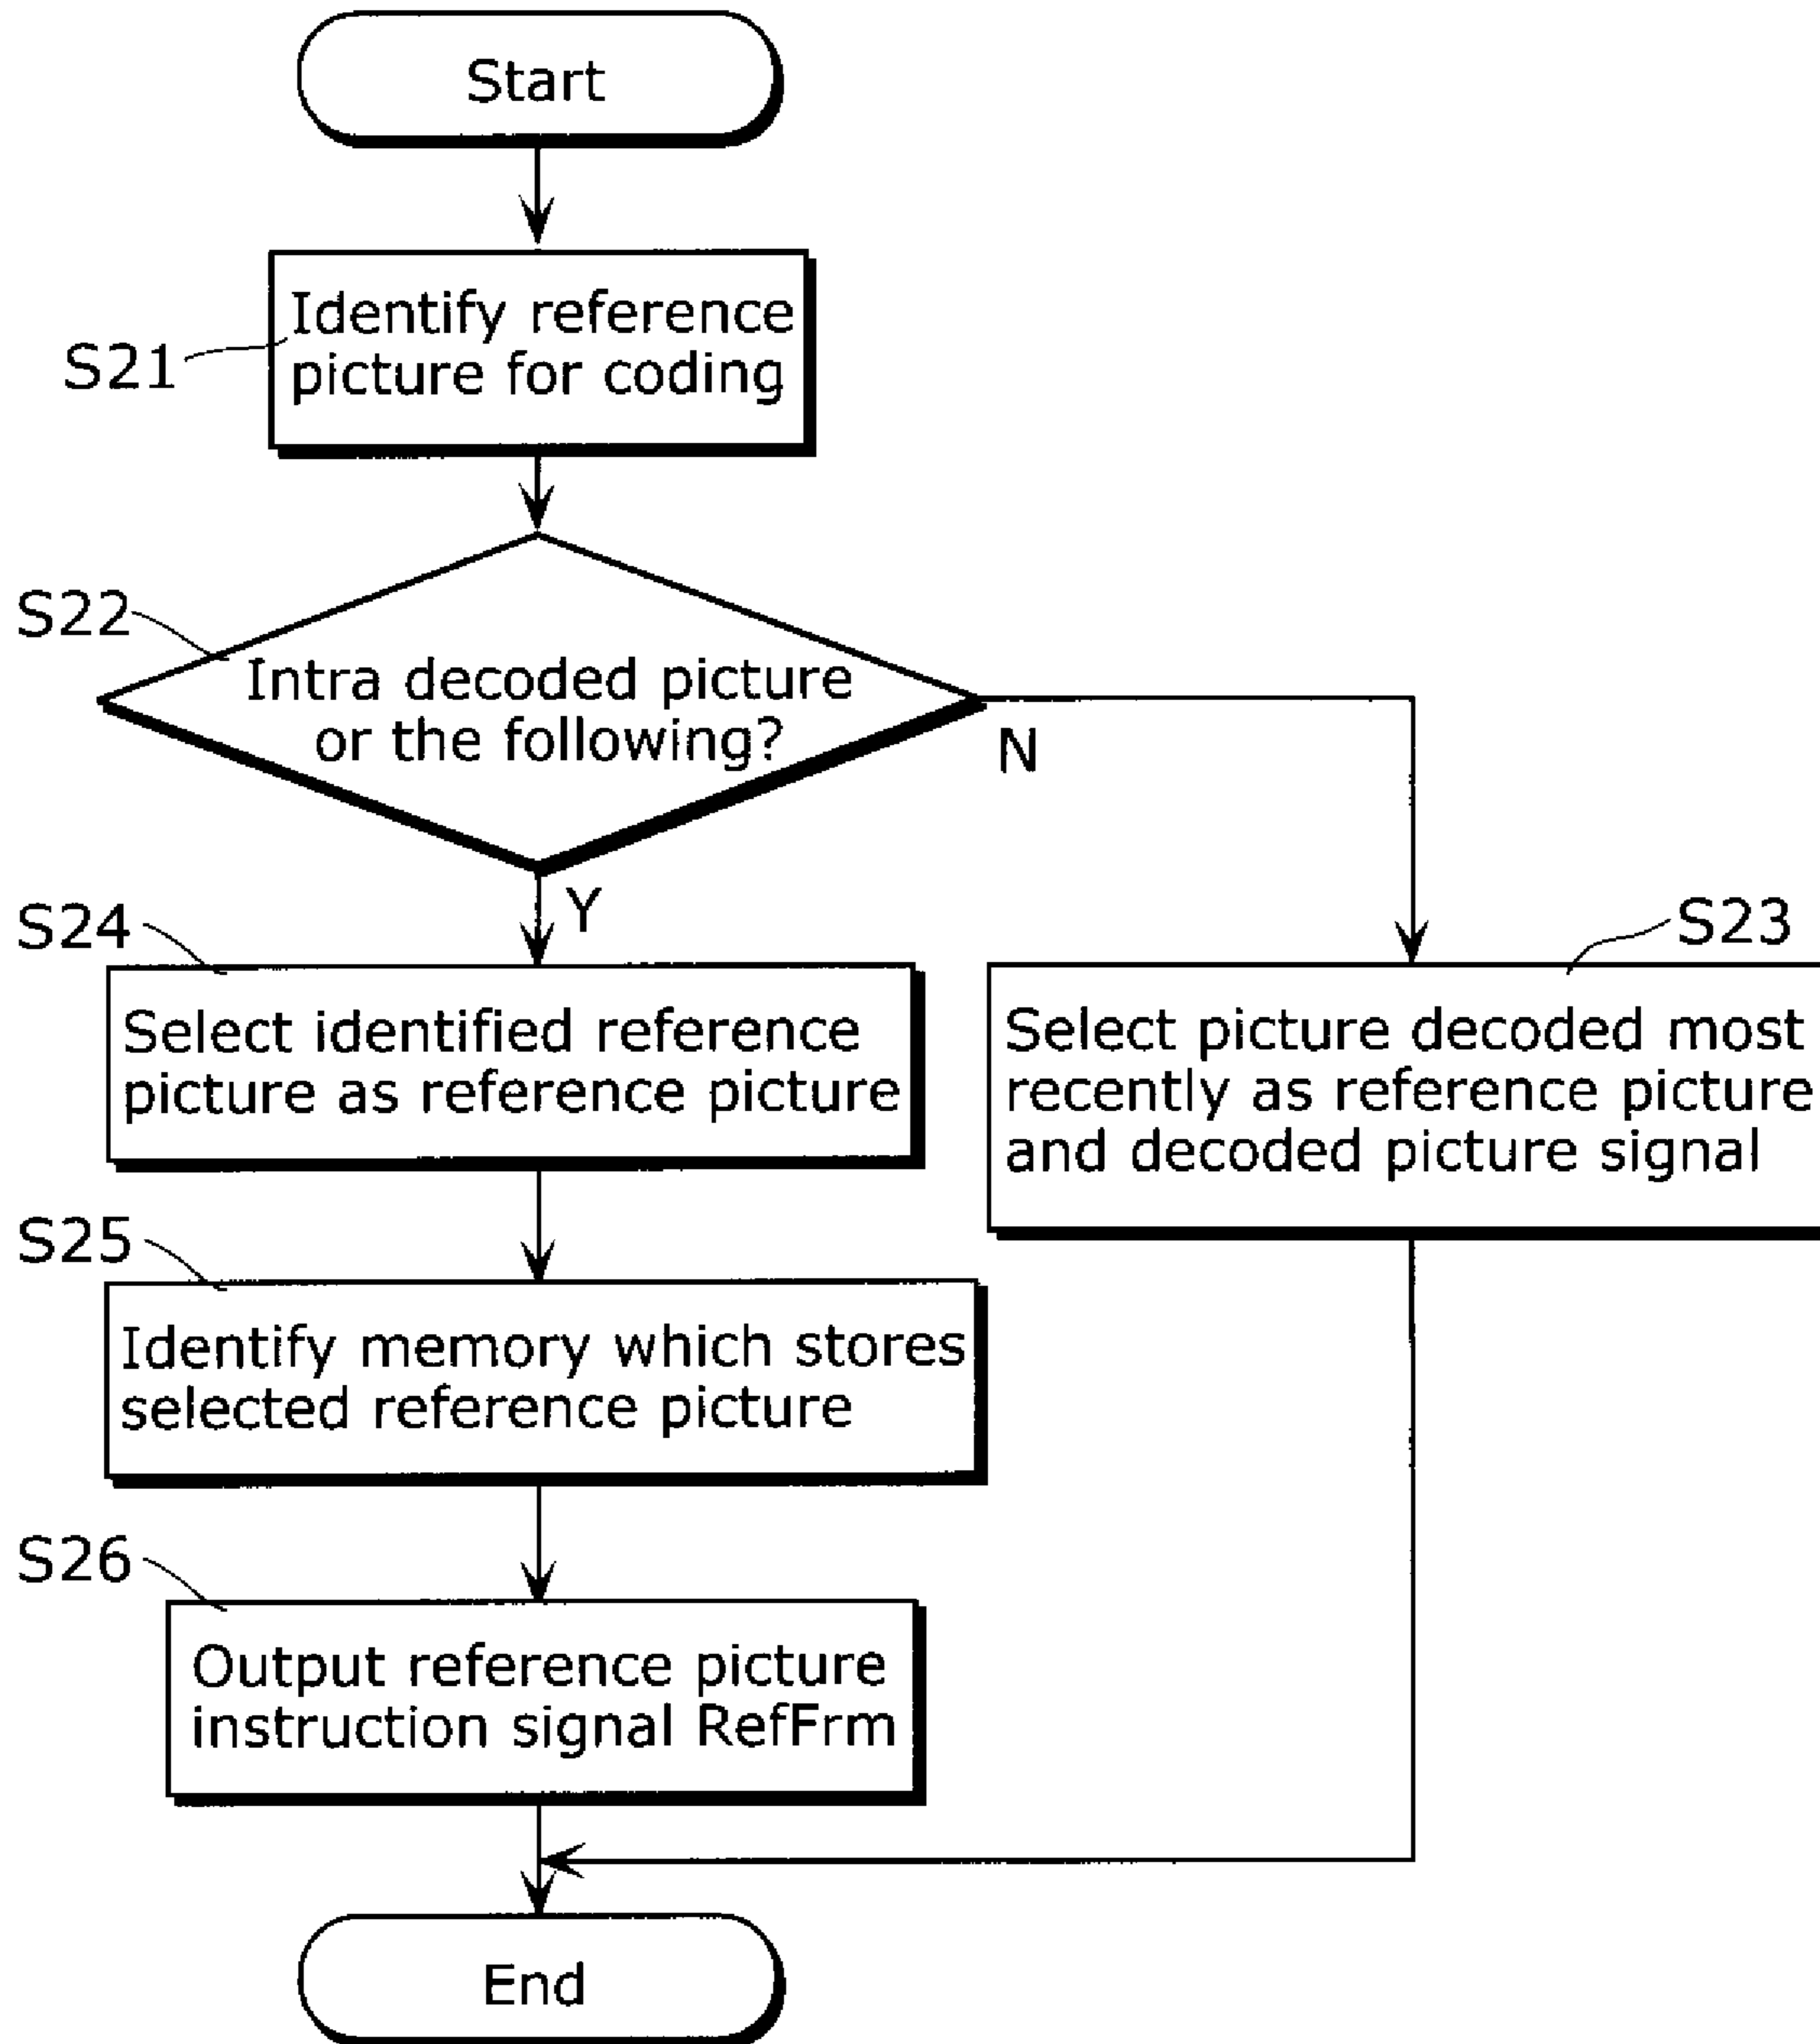 Start
S21
Identify reference
picture for coding
S22
Intra decoded picture
or the following?
N
Y
S24
Select identified reference
picture as reference picture
S23
Select picture decoded most
recently as reference picture
and decoded picture signal
S25
Identify memory which stores
selected reference picture
S26
Output reference picture
instruction signal RefFrm
End